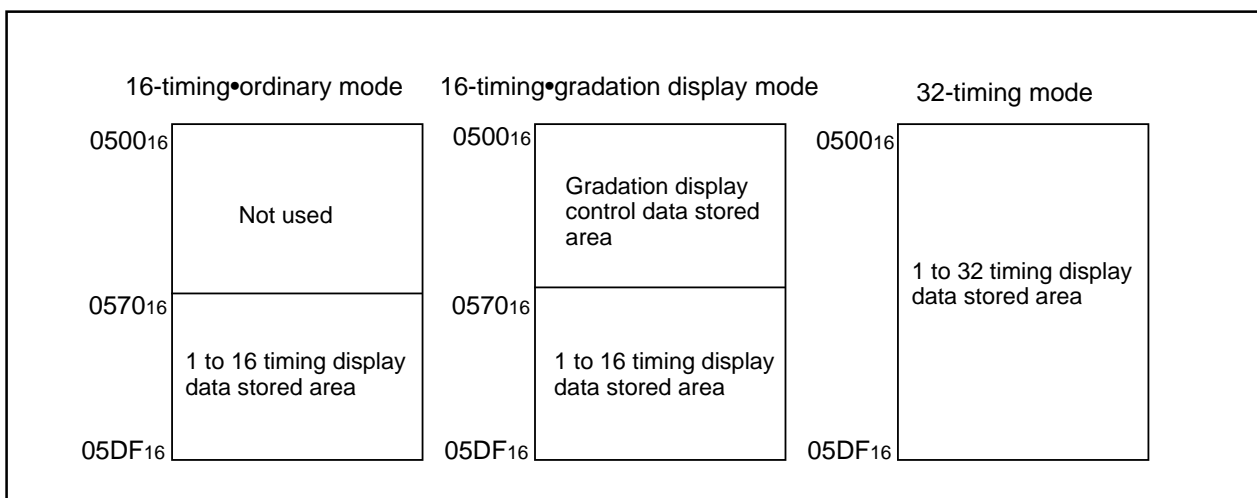 16-timing•ordinary mode
050016
Not used
057016
1 to 16 timing display
data stored area
05DF16
16-timing•gradation display mode
050016
Gradation display
control data stored
area
057016
1 to 16 timing display
data stored area
05DF16
32-timing mode
050016
1 to 32 timing display
data stored area
05DF16